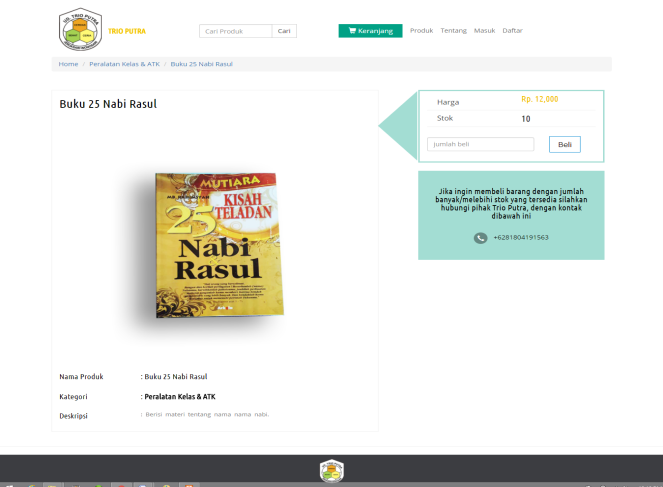 TRIO PUTRA
TRIO PUTRA
Cari Produk
Cari
Keranjang
Produk
Tentang
Masuk
Daftar
Home / Peralatan Kelas & ATK / Buku 25 Nabi Rasul
Buku 25 Nabi Rasul
Harga
Rp. 12,000
Stok
10
jumlah beli
Beli
Jika ingin membeli barang dengan jumlah
banyak/melebihi stok yang tersedia silahkan
hubungi pihak Trio Putra, dengan kontak
dibawah ini
+6281804191563
MUTIARA
KISAH
25 TELADAN
Nabi
Rasul
Nama Produk : Buku 25 Nabi Rasul
Kategori : Peralatan Kelas & ATK
Deskripsi : Berisi materi tentang nama nama nabi.